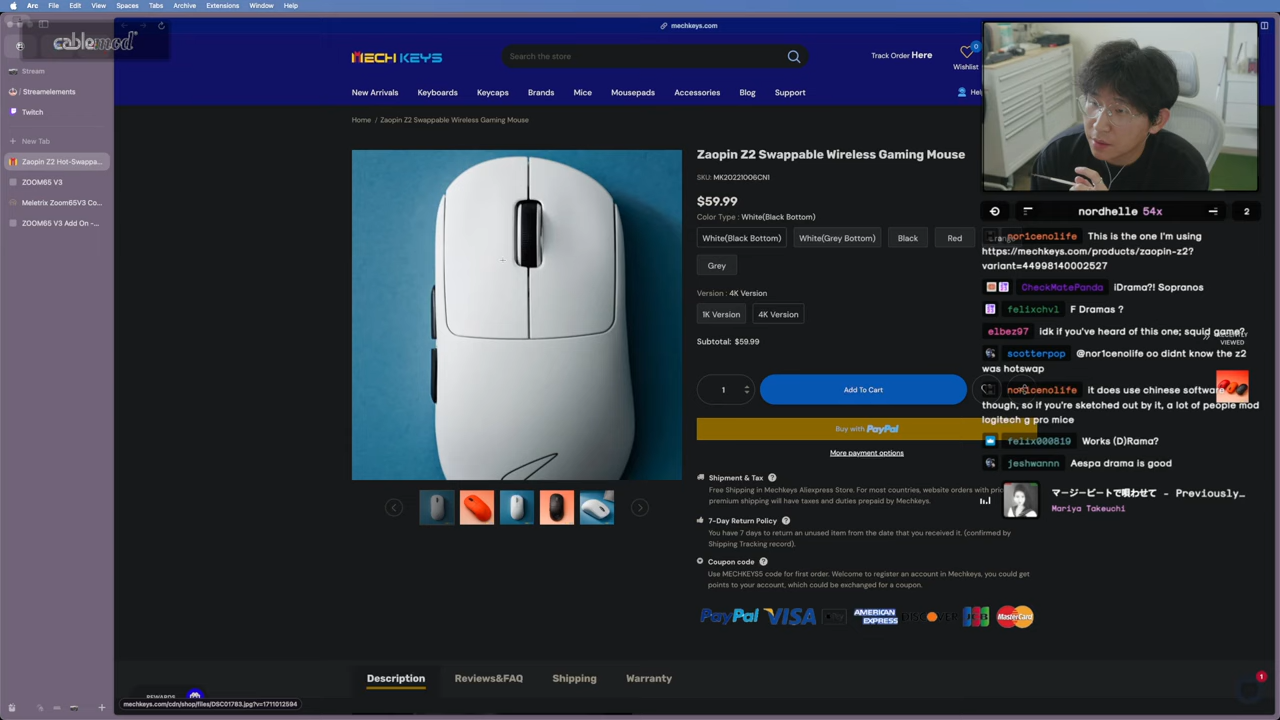 Arc File Edit View Spaces Tabs Archive Extensions Window Help
mechkeys.com
cablemod
Stream
Streamelements
Twitch
New Tab
Zaopin Z2 Hot-Swappa...
ZOOM65 V3
Meletrix Zoom65V3 Co...
ZOOM65 V3 Add On -...
MECH KEYS
Search the store
Track Order Here
0
Wishlist
New Arrivals Keyboards Keycaps Brands Mice Mousepads Accessories Blog Support
Hel
Home / Zaopin Z2 Swappable Wireless Gaming Mouse
Zaopin Z2 Swappable Wireless Gaming Mouse
SKU: MK20221006CN1
$59.99
Color Type : White(Black Bottom)
White(Black Bottom) White(Grey Bottom) Black Red Orange
Grey
Version : 4K Version
1K Version 4K Version
Subtotal: $59.99
1
Add To Cart
Buy with PayPal
More payment options
Shipment & Tax ?
Free Shipping in Mechkeys Aliexpress Store. For most countries, website orders with pric
premium shipping will have taxes and duties prepaid by Mechkeys.
7-Day Return Policy ?
You have 7 days to return an unused item from the date that you received it. (confirmed by
Shipping Tracking record).
Coupon code ?
Use MECHKEYS5 code for first order. Welcome to register an account in Mechkeys, you could get
points to your account, which could be exchanged for a coupon.
PayPal VISA AMERICAN EXPRESS DISCOVER JCB MasterCard
Description Reviews&FAQ Shipping Warranty
REWARDS
mechkeys.com/cdn/shop/files/DSC01783.jpg?v=1711012594
nordhelle 54x
2
nor1cenolife This is the one I'm using
https://mechkeys.com/products/zaopin-z2?
variant=44998140002527
CheckMatePanda iDrama?! Sopranos
felixchvl F Dramas ?
elbez97 idk if you've heard of this one; squid game?
RECENTLY
VIEWED
scotterpop @nor1cenolife oo didnt know the z2
was hotswap
nor1cenolife it does use chinese software
though, so if you're sketched out by it, a lot of people mod
logitech g pro mice
felix000819 Works (D)Rama?
jeshwannn Aespa drama is good
マージービートで唄わせて - Previously...
Mariya Takeuchi
1